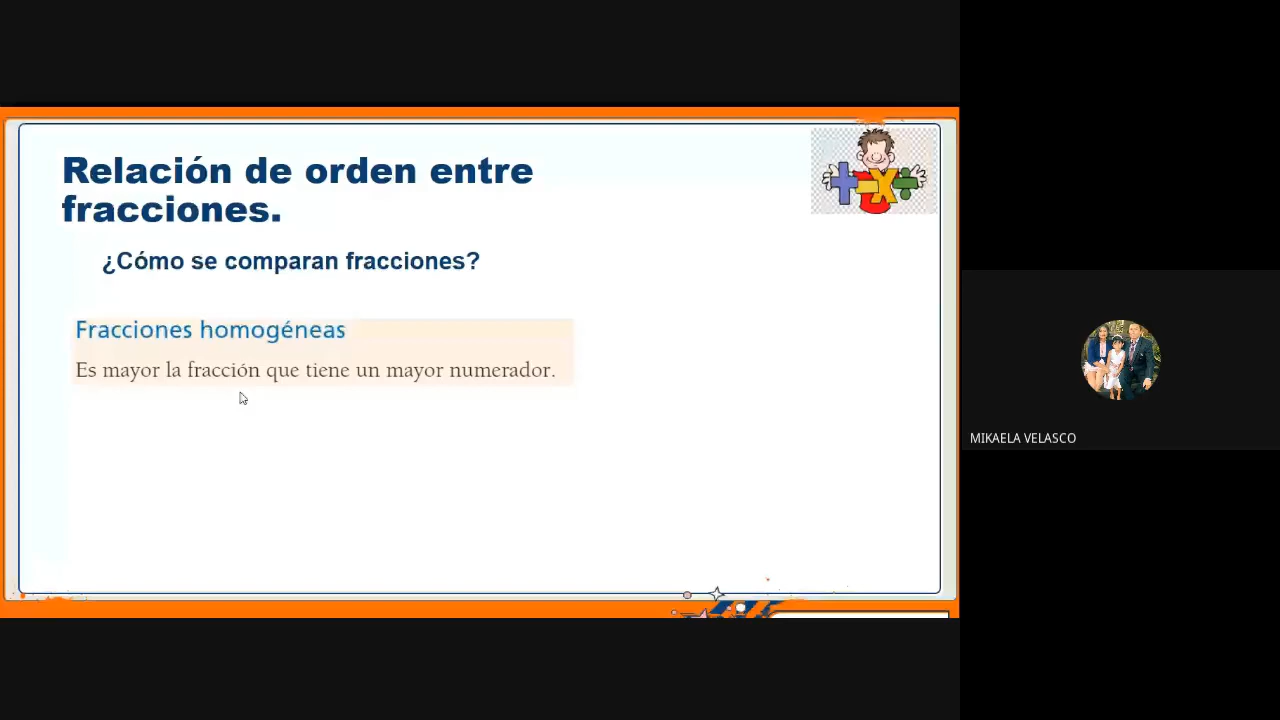 Relación de orden entre
fracciones.
¿Cómo se comparan fracciones?
Fracciones homogéneas
Es mayor la fracción que tiene un mayor numerador.
MIKAELA VELASCO